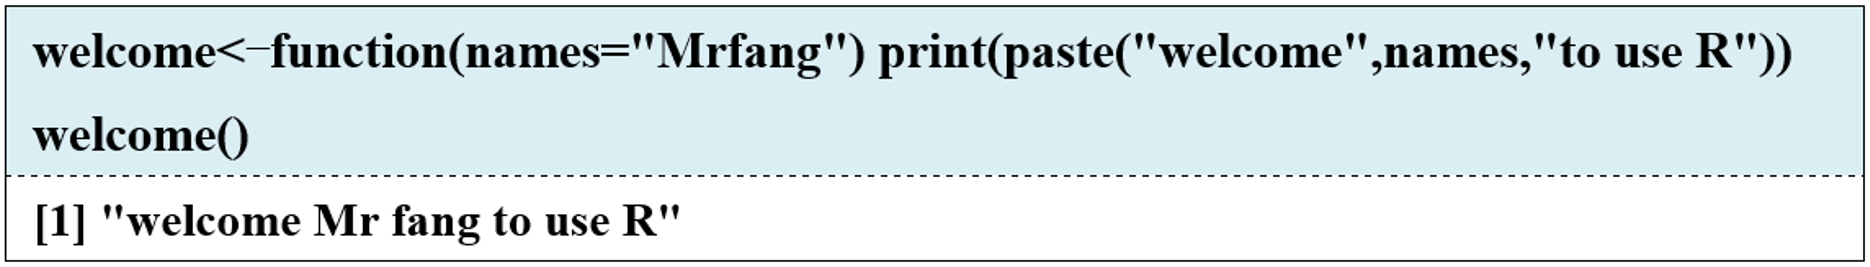 welcome<−function(names="Mrfang") print(paste("welcome",names,"to use R"))
welcome()
[1] "welcome Mr fang to use R"